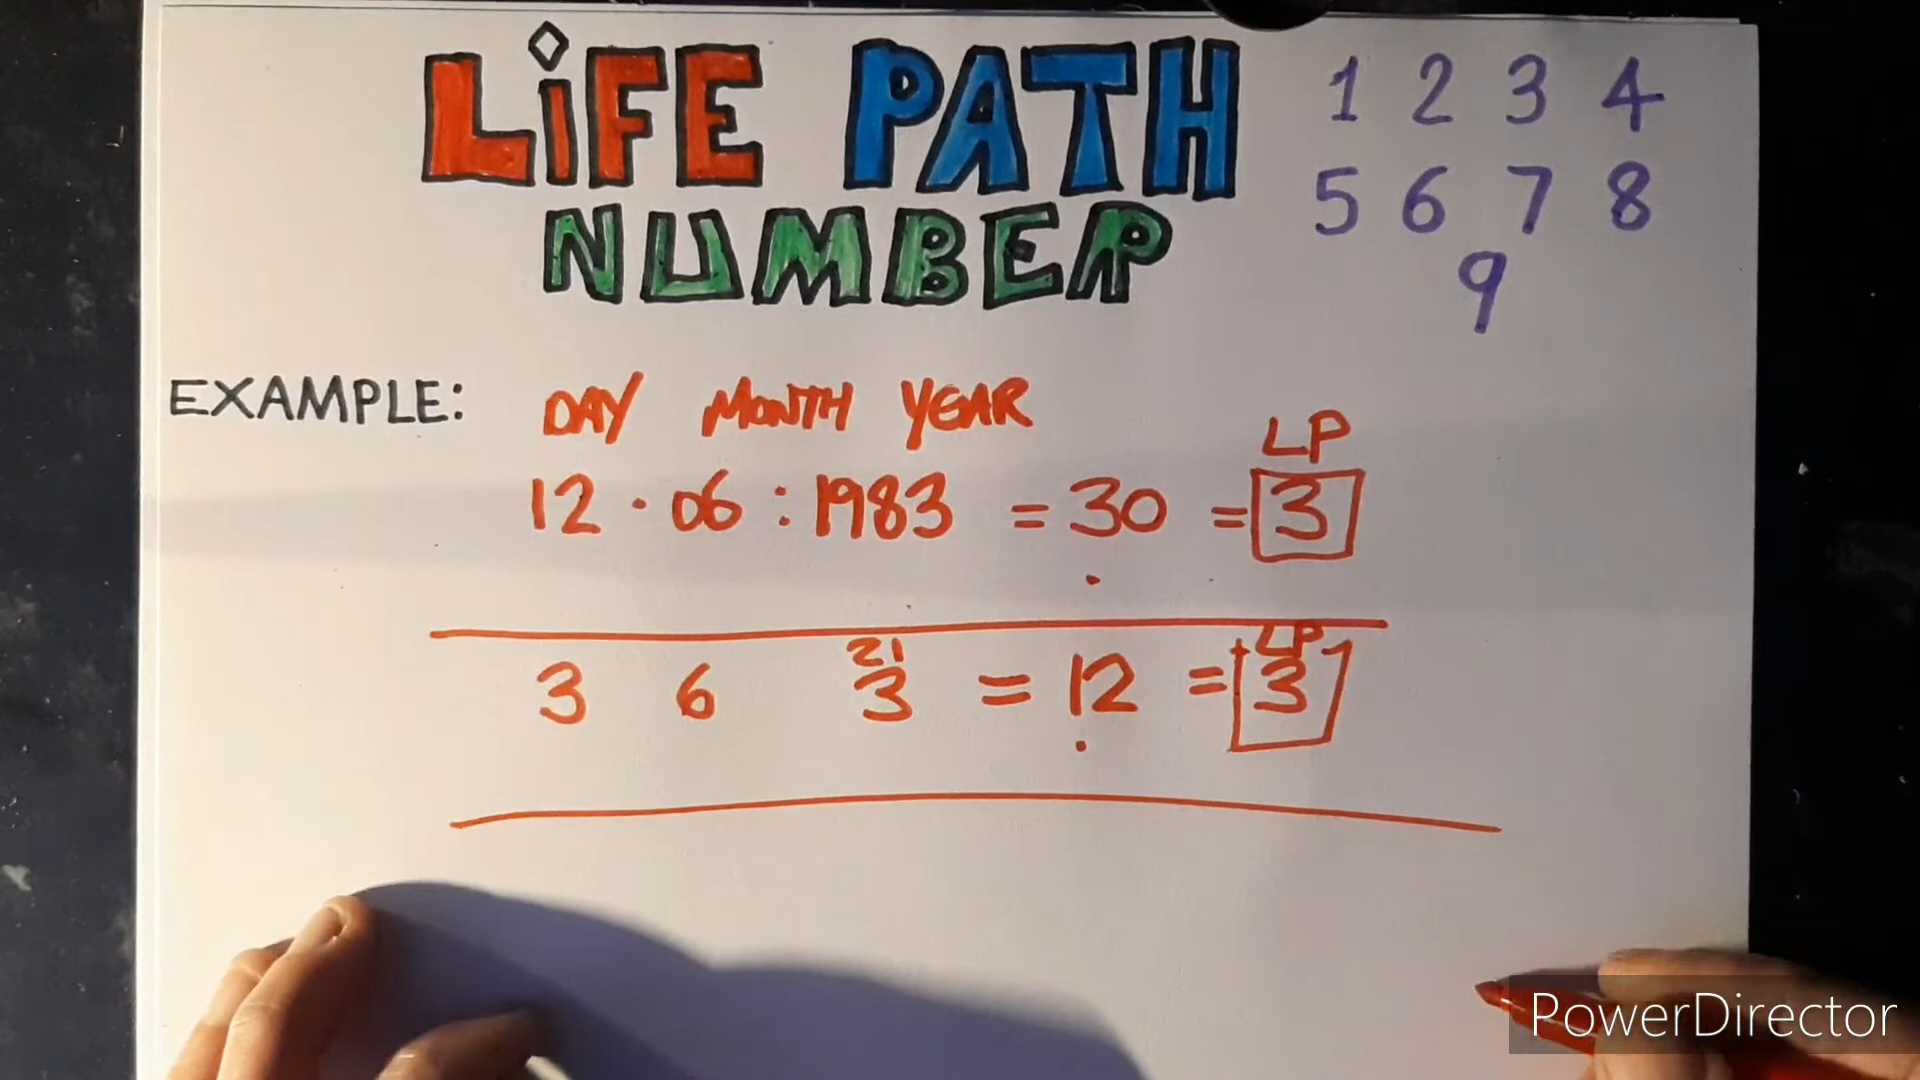 LiFE PATH
NUMBER
1 2 3 4
5 6 7 8
9
EXAMPLE: DAY MONTH YEAR
LP
12 · 06 : 1983 = 30 = 3
21 LP
3 6 3 = 12 = 3
PowerDirector